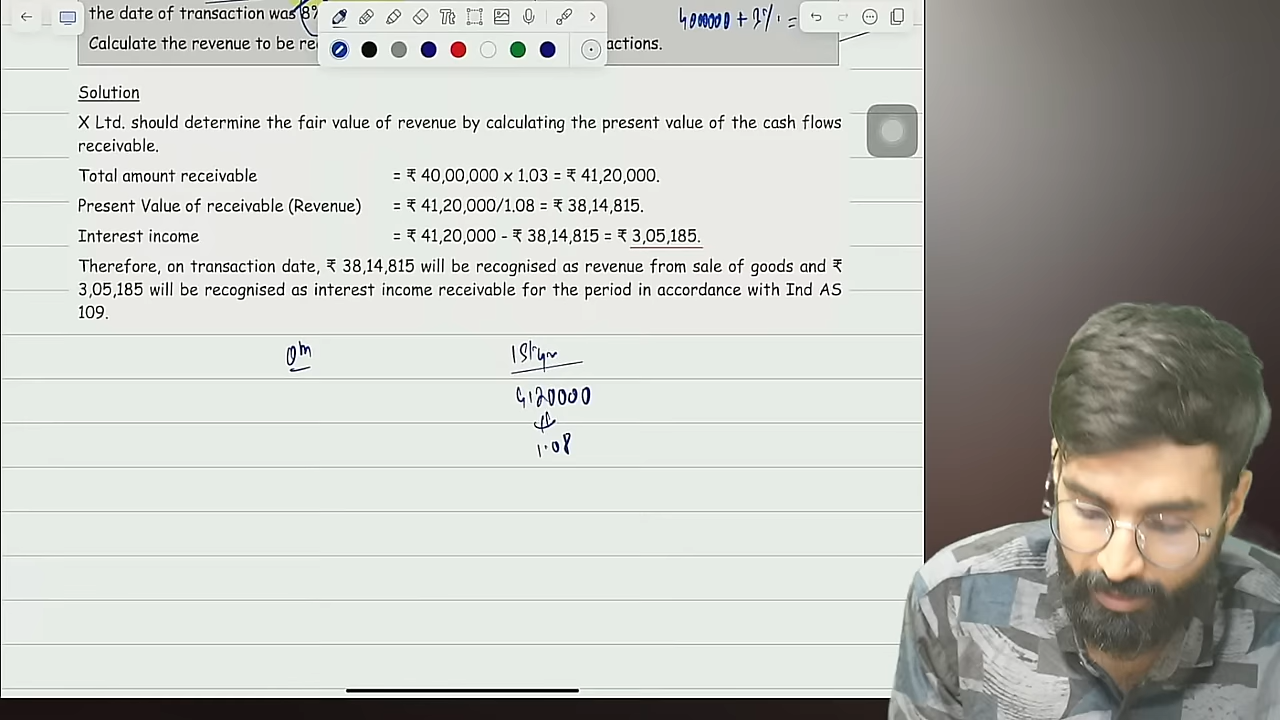 the date of transaction was 8%
4000000 + 3% =
Calculate the revenue to be re
actions.
Solution
X Ltd. should determine the fair value of revenue by calculating the present value of the cash flows
receivable.
Total amount receivable = ₹ 40,00,000 x 1.03 = ₹ 41,20,000.
Present Value of receivable (Revenue) = ₹ 41,20,000/1.08 = ₹ 38,14,815.
Interest income = ₹ 41,20,000 - ₹ 38,14,815 = ₹ 3,05,185.
Therefore, on transaction date, ₹ 38,14,815 will be recognised as revenue from sale of goods and ₹
3,05,185 will be recognised as interest income receivable for the period in accordance with Ind AS
109.
1st yr
4120000
1.08